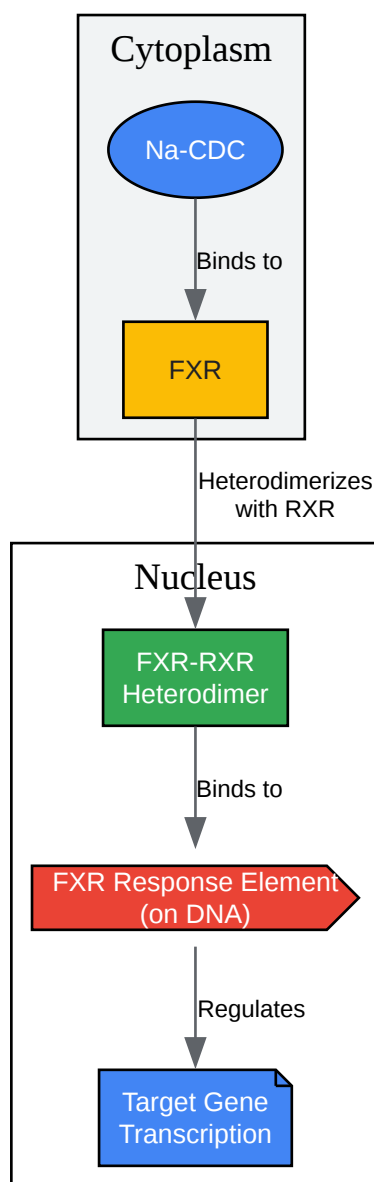 Cytoplasm
Na-CDC
Binds to
FXR
Heterodimerizes
with RXR
Nucleus
FXR-RXR
Heterodimer
Binds to
FXR Response Element
(on DNA)
Regulates
Target Gene
Transcription